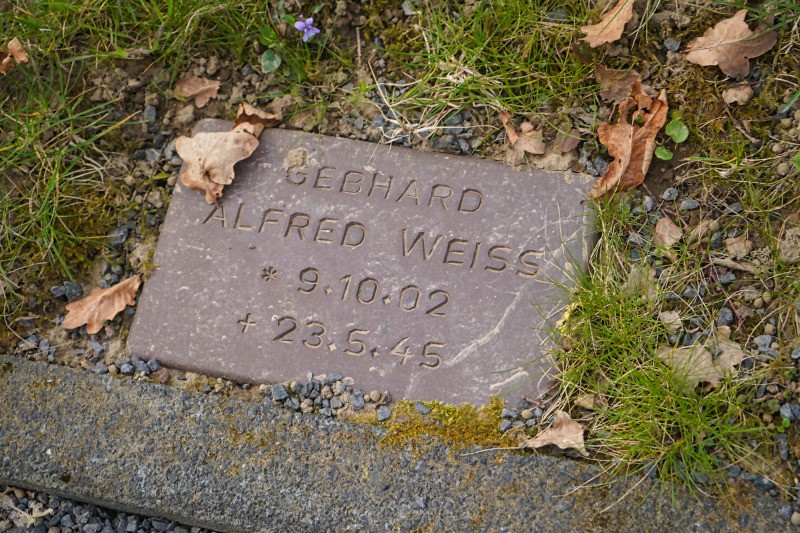 GEBHARD
ALFRED WEISS
* 9.10.02
+ 23.5.45